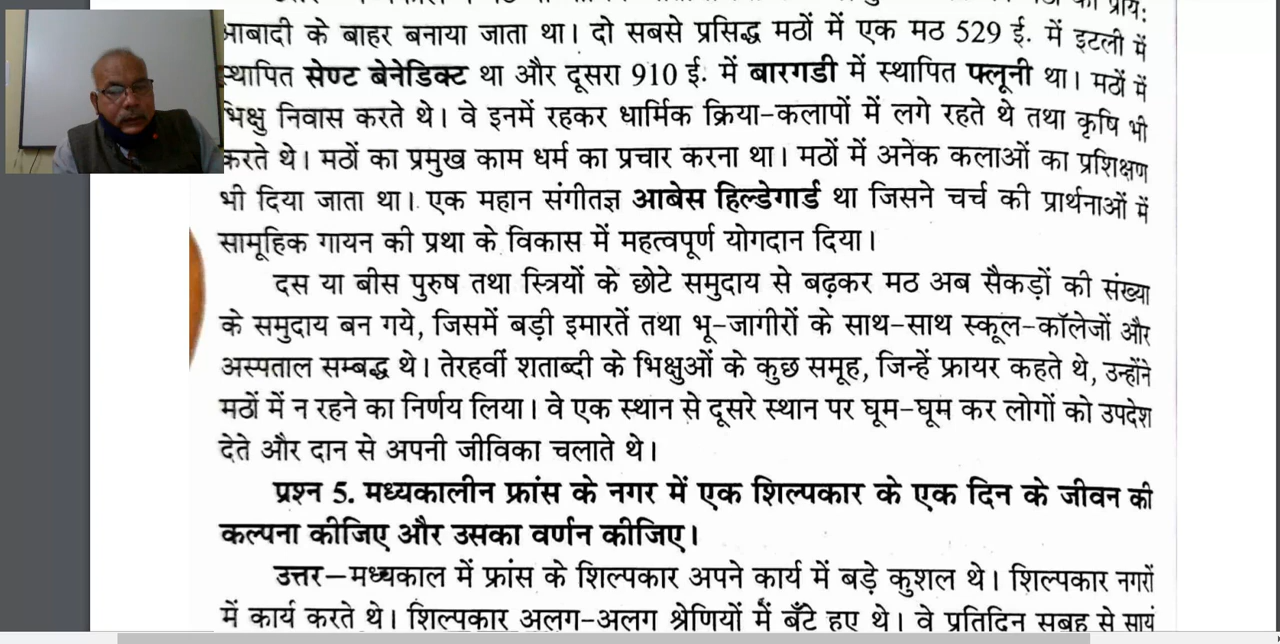 का प्रायः
आबादी के बाहर बनाया जाता था। दो सबसे प्रसिद्ध मठों में एक मठ 529 ई. में इटली में
स्थापित सेण्ट बेनेडिक्ट था और दूसरा 910 ई. में बारगडी में स्थापित फ्लूनी था। मठों में
भिक्षु निवास करते थे। वे इनमें रहकर धार्मिक क्रिया-कलापों में लगे रहते थे तथा कृषि भी
करते थे। मठों का प्रमुख काम धर्म का प्रचार करना था। मठों में अनेक कलाओं का प्रशिक्षण
भी दिया जाता था। एक महान संगीतज्ञ आबेस हिल्डेगार्ड था जिसने चर्च की प्रार्थनाओं में
सामूहिक गायन की प्रथा के विकास में महत्वपूर्ण योगदान दिया।
दस या बीस पुरुष तथा स्त्रियों के छोटे समुदाय से बढ़कर मठ अब सैकड़ों की संख्या
के समुदाय बन गये, जिसमें बड़ी इमारतें तथा भू-जागीरों के साथ-साथ स्कूल-कॉलेजों और
अस्पताल सम्बद्ध थे। तेरहवीं शताब्दी के भिक्षुओं के कुछ समूह, जिन्हें फ्रायर कहते थे, उन्होंने
मठों में न रहने का निर्णय लिया। वे एक स्थान से दूसरे स्थान पर घूम-घूम कर लोगों को उपदेश
देते और दान से अपनी जीविका चलाते थे।
प्रश्न 5. मध्यकालीन फ्रांस के नगर में एक शिल्पकार के एक दिन के जीवन की
कल्पना कीजिए और उसका वर्णन कीजिए।
उत्तर–मध्यकाल में फ्रांस के शिल्पकार अपने कार्य में बड़े कुशल थे। शिल्पकार नगरों
में कार्य करते थे। शिल्पकार अलग-अलग श्रेणियों में बँटे हुए थे। वे प्रतिदिन सुबह से सायं